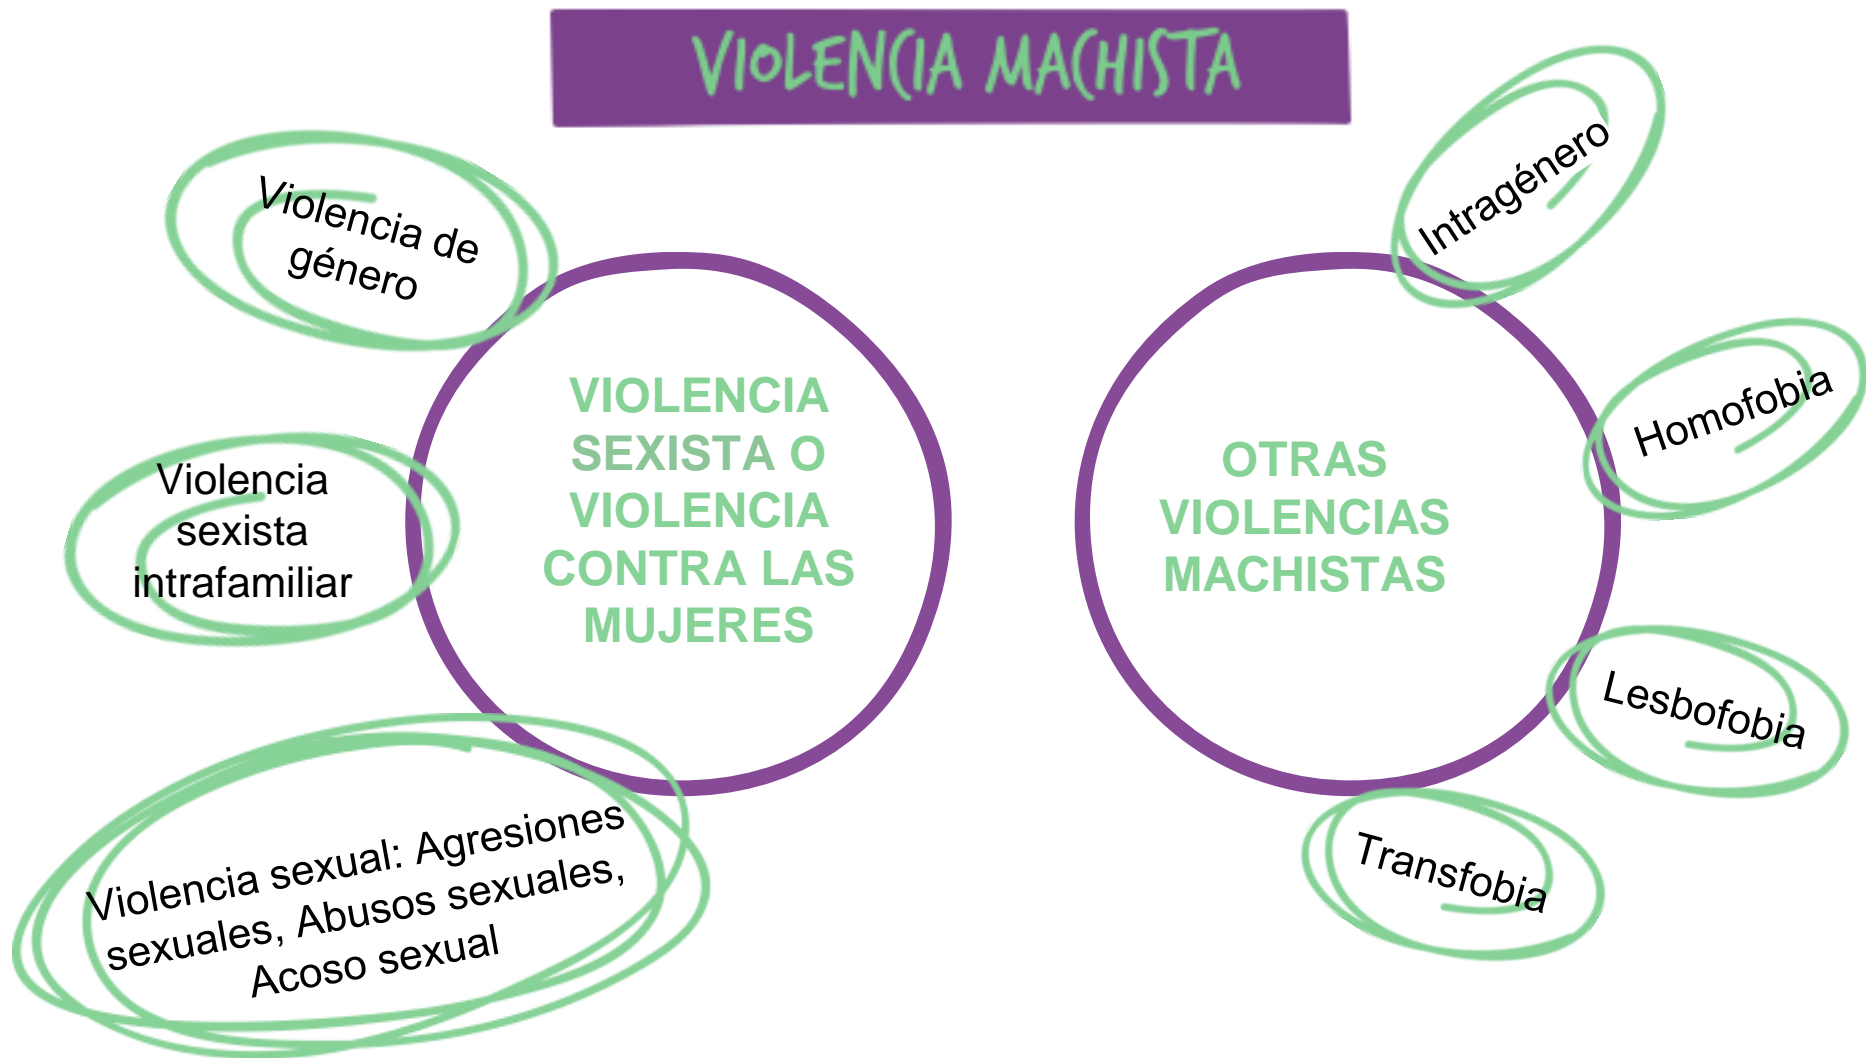 VIOLENCIA MACHISTA
Violencia de
género
Violencia
sexista
intrafamiliar
Violencia sexual: Agresiones
sexuales, Abusos sexuales,
Acoso sexual
VIOLENCIA
SEXISTA O
VIOLENCIA
CONTRA LAS
MUJERES
OTRAS
VIOLENCIAS
MACHISTAS
Intragénero
Homofobia
Lesbofobia
Transfobia